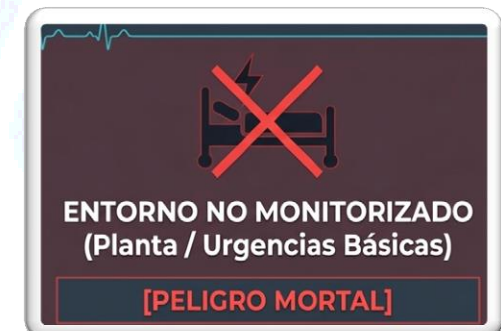 ENTORNO NO MONITORIZADO
(Planta / Urgencias Básicas)
[PELIGRO MORTAL]